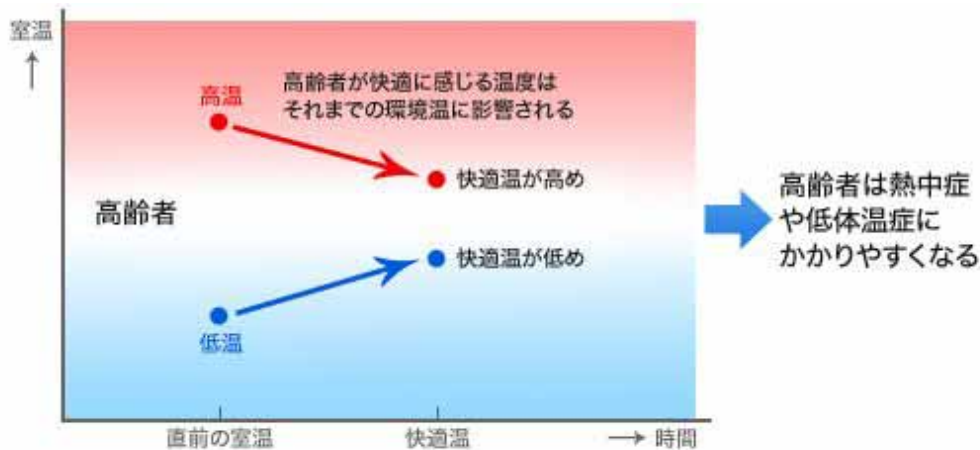 室温
↑
高齢者が快適に感じる温度は
それまでの環境温に影響される
高温
快適温が高め
高齢者
快適温が低め
低温
直前の室温
快適温
→ 時間
高齢者は熱中症
や低体温症に
かかりやすくなる